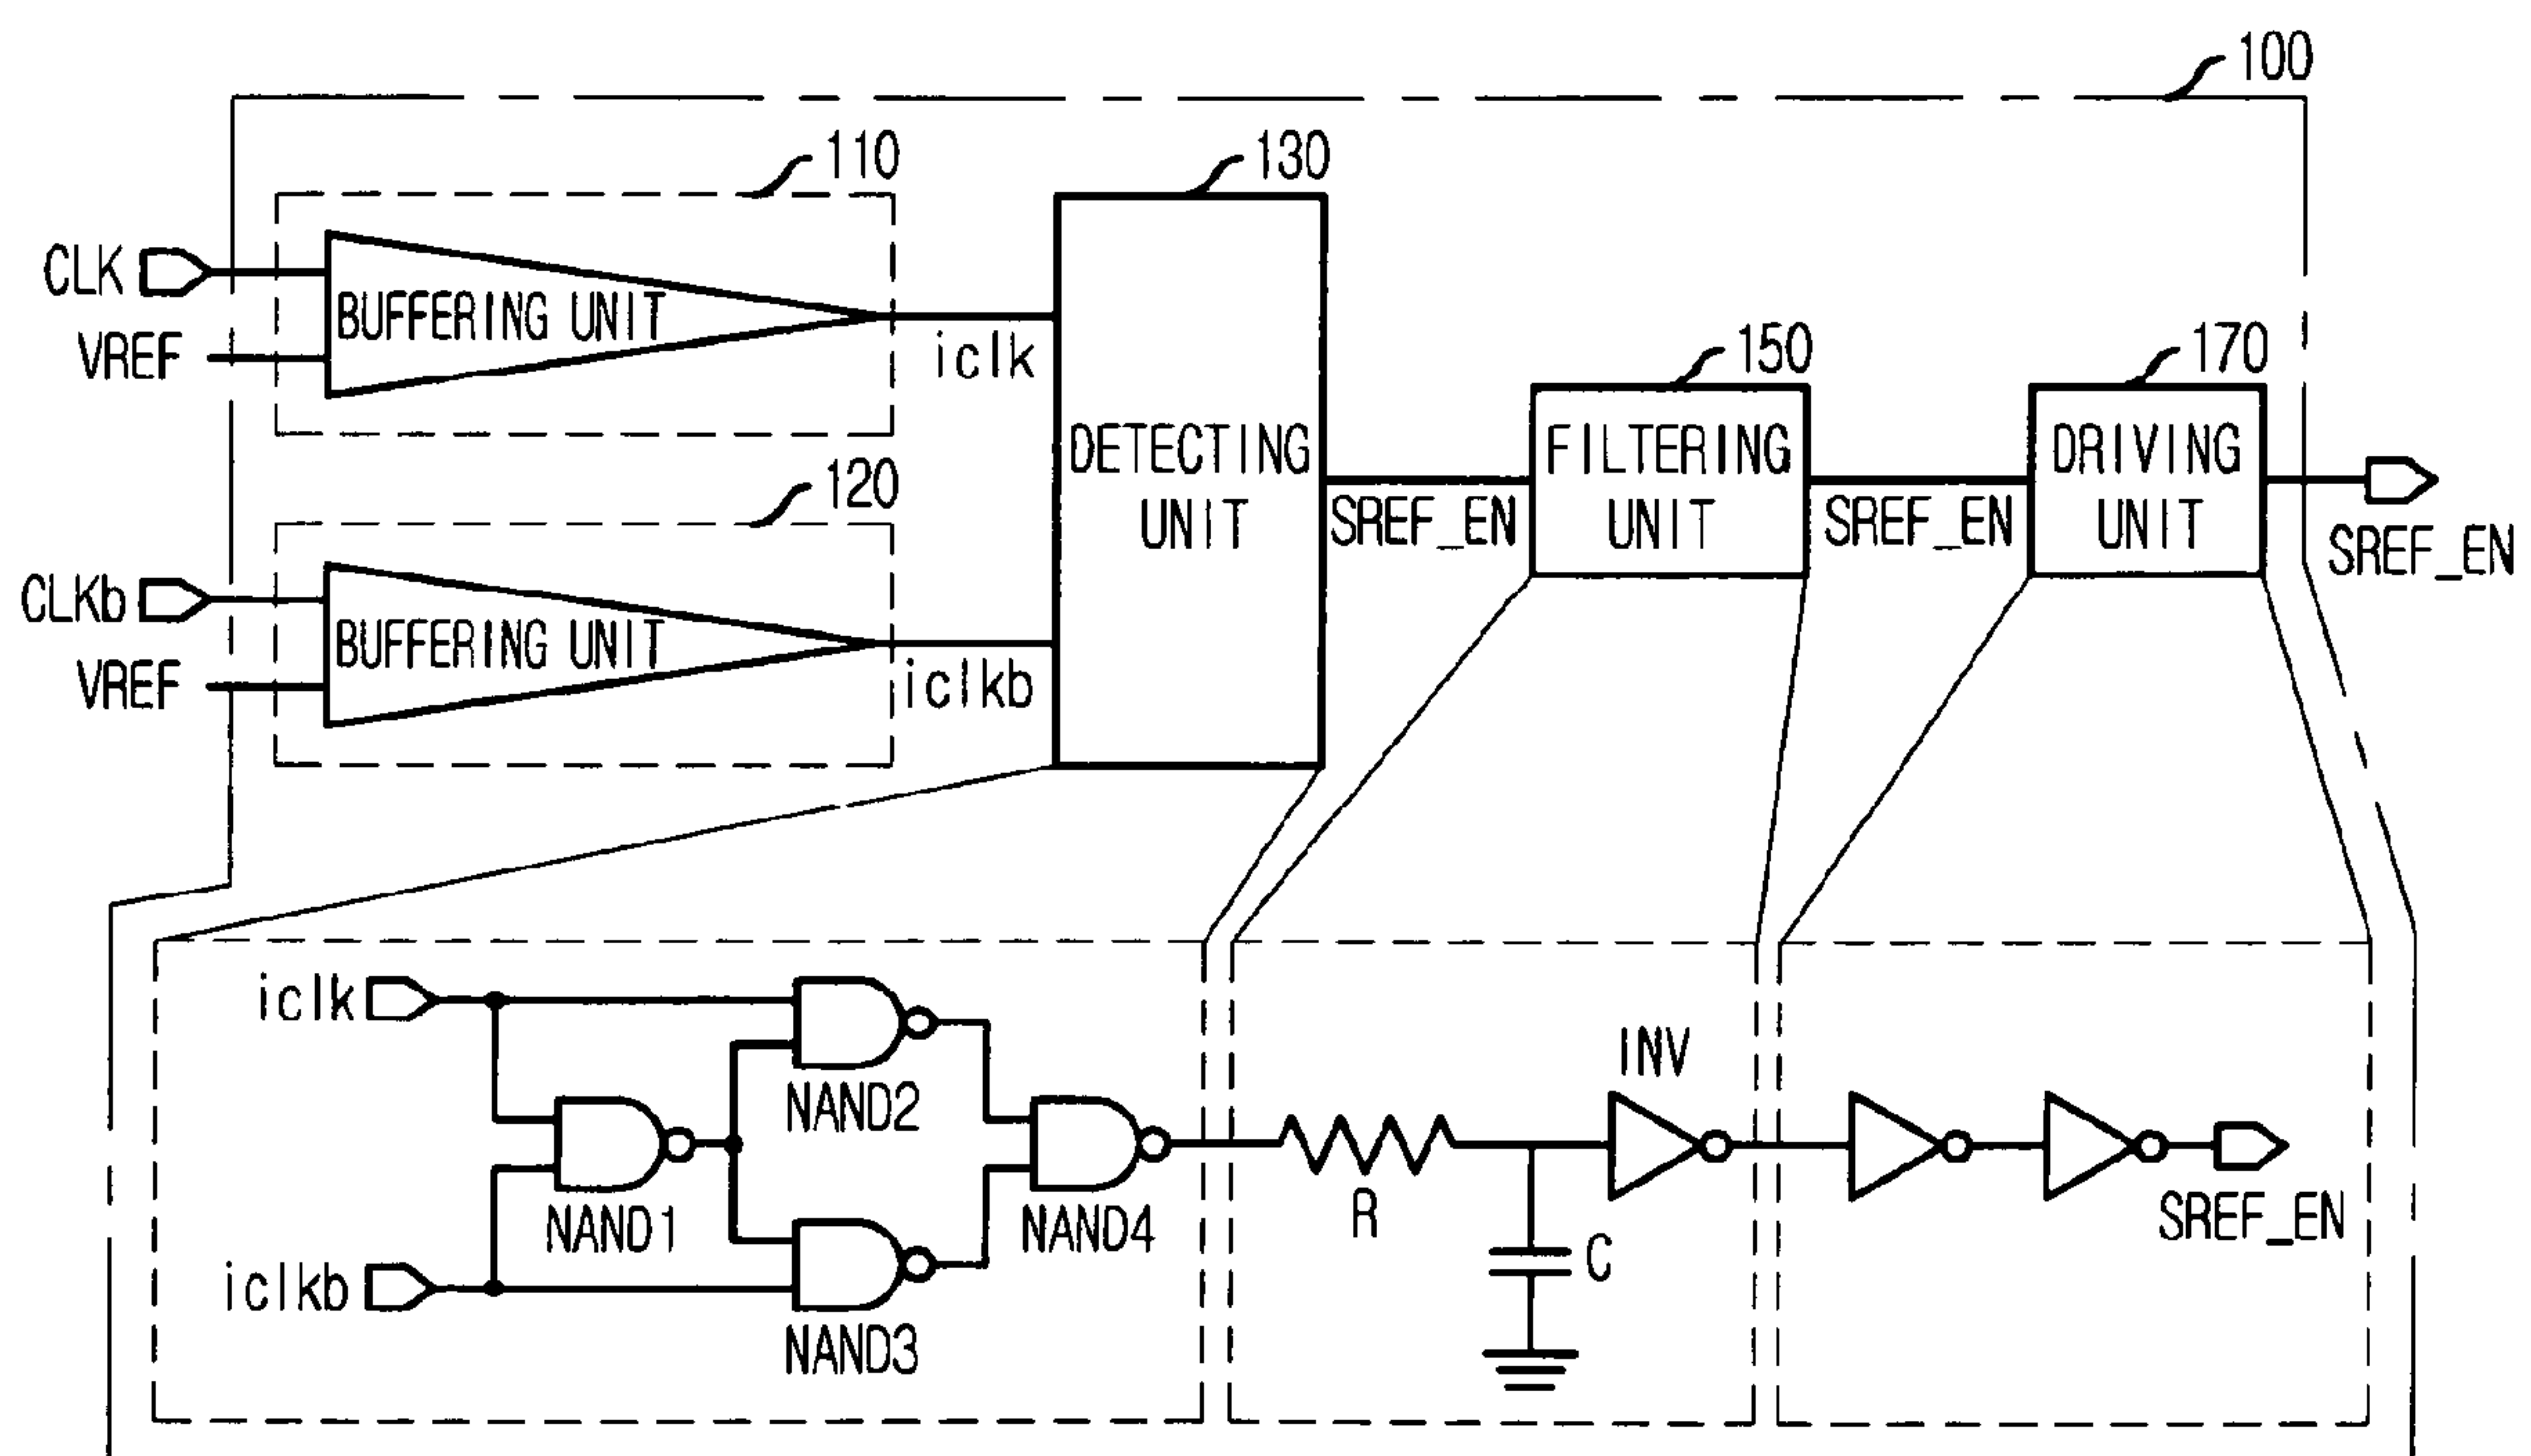 100
110
130
CLK
BUFFERING UNIT
VREF
iclk
150
170
DETECTING
UNIT
FILTERING
UNIT
DRIVING
UNIT
120
SREF_EN
SREF_EN
SREF_EN
CLKb
BUFFERING UNIT
VREF
iclkb
iclk
INV
NAND2
NAND1
NAND4
R
SREF_EN
C
iclkb
NAND3